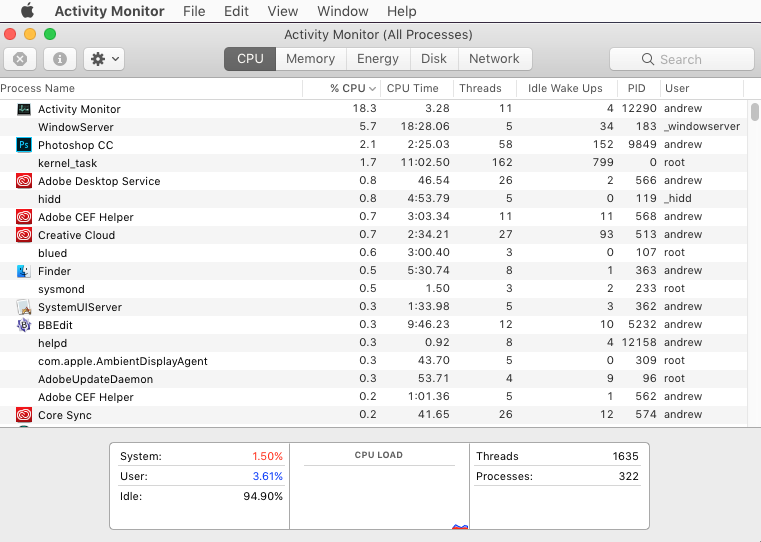 Activity Monitor File Edit View Window Help
Activity Monitor (All Processes)
CPU Memory Energy Disk Network Search
Process Name % CPU CPU Time Threads Idle Wake Ups PID User
Activity Monitor 18.3 3.28 11 4 12290 andrew
WindowServer 5.7 18:28.06 5 34 183 _windowserver
Ps Photoshop CC 2.1 2:25.03 58 152 9849 andrew
kernel_task 1.7 11:02.50 162 799 0 root
Adobe Desktop Service 0.8 46.54 26 2 566 andrew
hidd 0.8 4:53.79 5 0 119 _hidd
Adobe CEF Helper 0.7 3:03.34 11 11 568 andrew
Creative Cloud 0.7 2:34.21 27 93 513 andrew
blued 0.6 3:00.40 3 0 107 root
Finder 0.5 5:30.74 8 1 363 andrew
sysmond 0.5 1.50 3 2 233 root
SystemUIServer 0.3 1:33.98 5 3 362 andrew
BBEdit 0.3 9:46.23 12 10 5232 andrew
helpd 0.3 0.92 8 4 12158 andrew
com.apple.AmbientDisplayAgent 0.3 43.70 5 0 309 root
AdobeUpdateDaemon 0.3 53.71 4 9 96 root
Adobe CEF Helper 0.2 1:01.36 5 1 562 andrew
Core Sync 0.2 41.65 26 12 574 andrew
System: 1.50% CPU LOAD Threads 1635
User: 3.61% Processes: 322
Idle: 94.90%